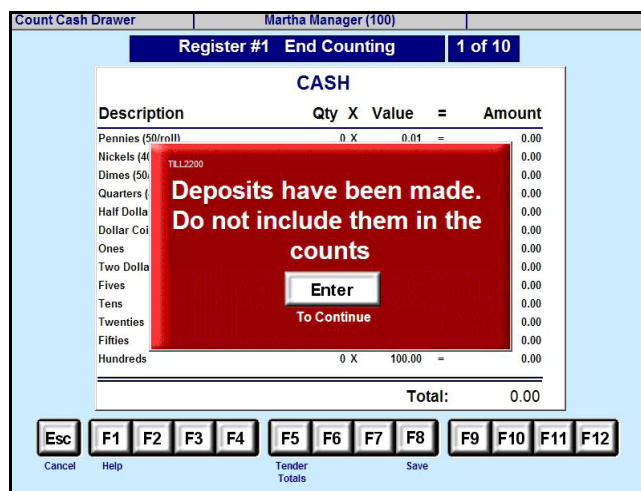 Count Cash Drawer Martha Manager (100)
Register #1 End Counting 1 of 10
CASH
Description Qty X Value = Amount
Pennies (50/roll) 0 X 0.01 = 0.00
Nickels (40 0.00
TILL2200
Dimes (50/ 0.00
Deposits have been made.
Quarters ( 0.00
Half Dolla 0.00
Do not include them in the
Dollar Coi 0.00
counts
Ones 0.00
Two Dolla 0.00
Fives 0.00
Enter
Tens 0.00
To Continue
Twenties 0.00
Fifties 0.00
Hundreds 0 X 100.00 = 0.00
Total: 0.00
Esc F1 F2 F3 F4 F5 F6 F7 F8 F9 F10 F11 F12
Cancel Help Tender Save
Totals